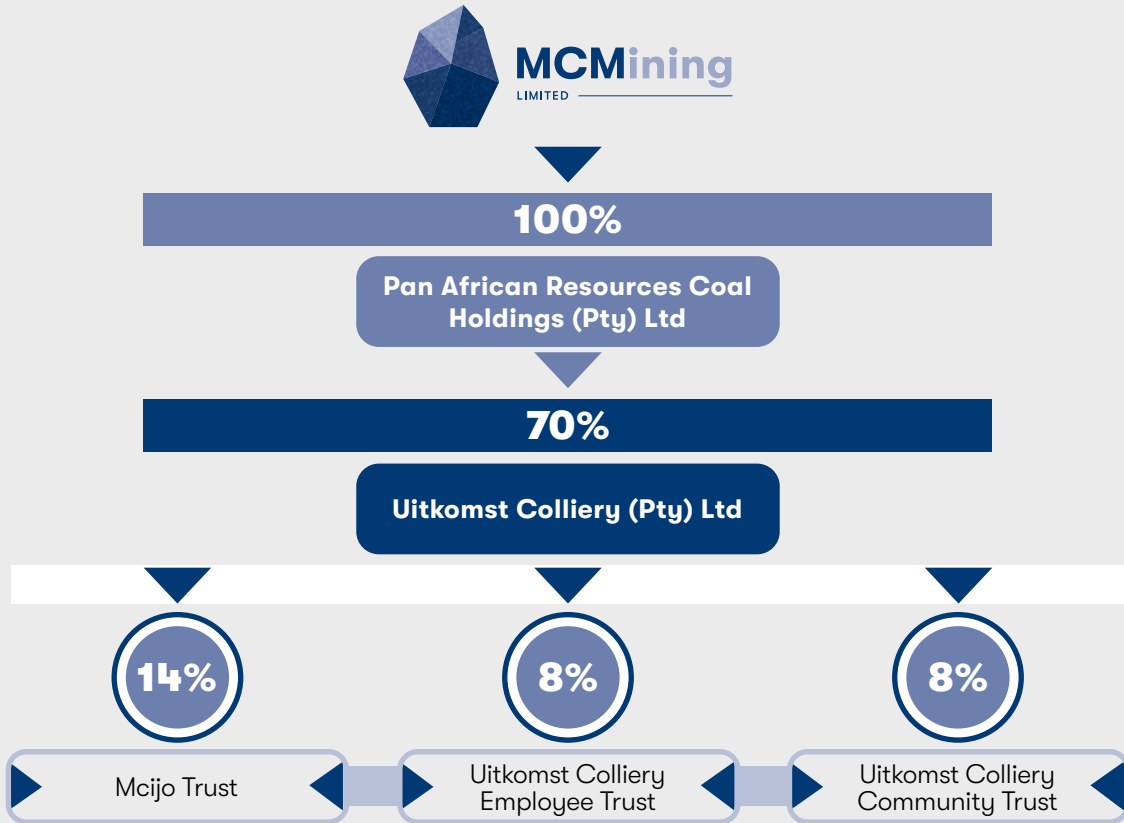 MCMining
LIMITED
100%
Pan African Resources Coal
Holdings (Pty) Ltd
70%
Uitkomst Colliery (Pty) Ltd
14%
8%
8%
Mcijo Trust
Uitkomst Colliery
Employee Trust
Uitkomst Colliery
Community Trust